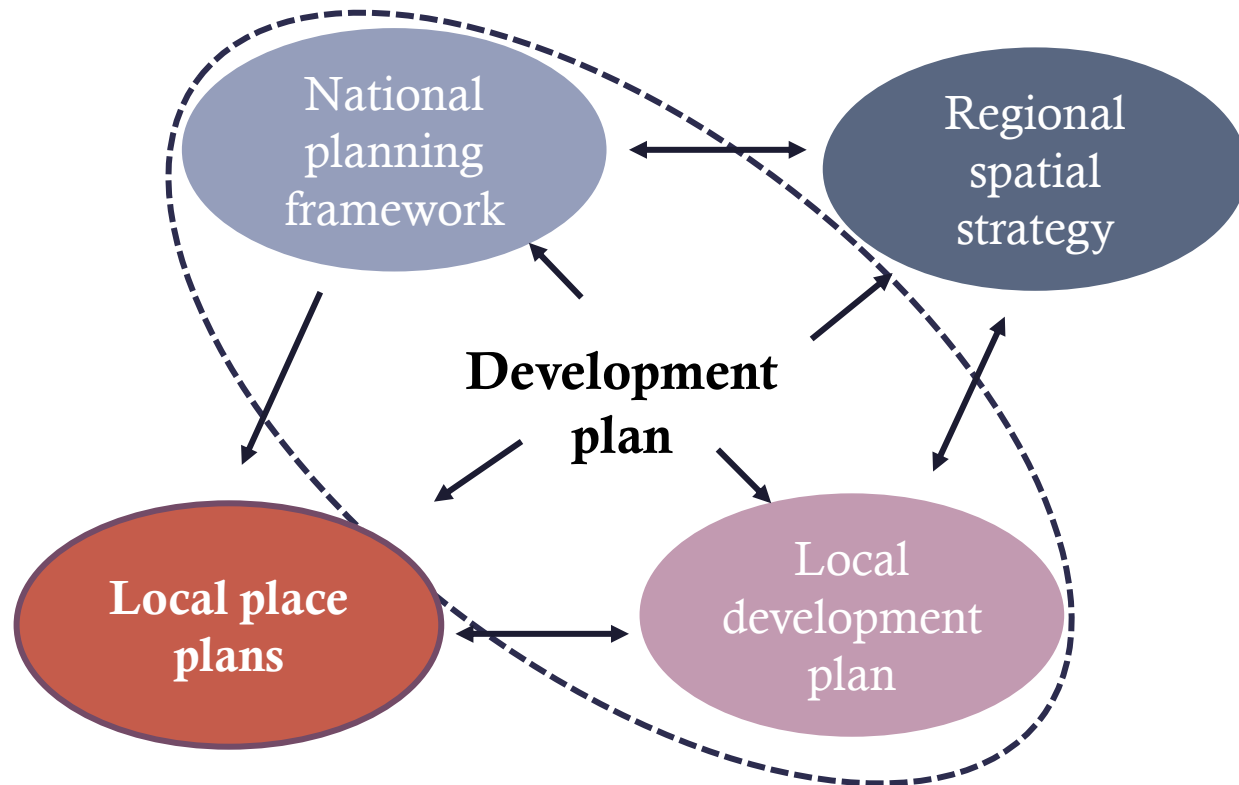 National
planning
framework
Regional
spatial
strategy
Development
plan
Local place
plans
Local
development
plan